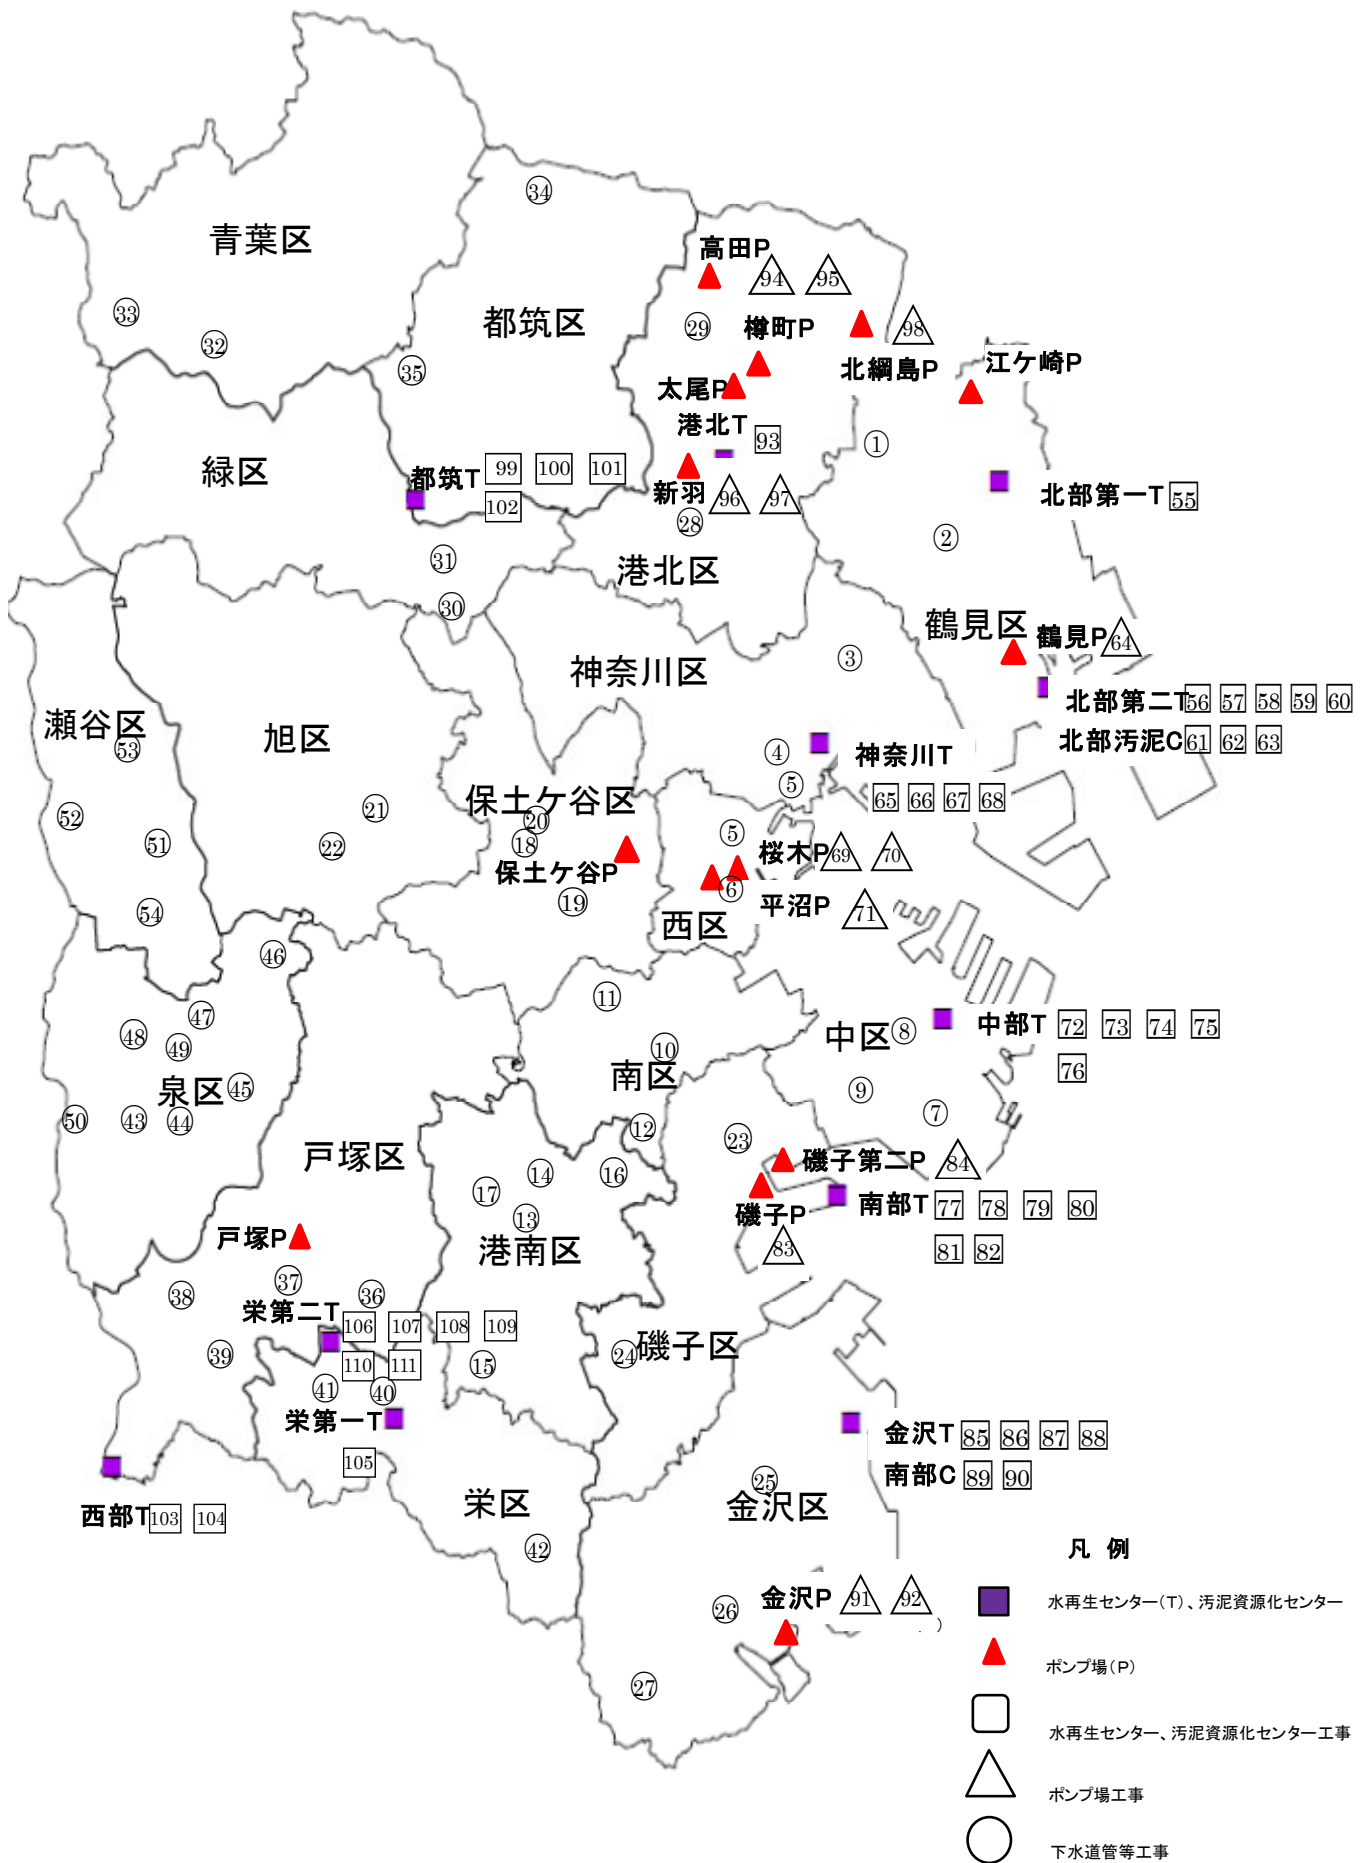 34
青葉区
高田P
94 95
33
都筑区
29
樽町P
98
32
35
北綱島P
江ケ崎P
太尾P
港北T
93
1
緑区
都筑T
99 100 101
102
新羽
96 97
北部第一T
55
28
2
31
港北区
30
鶴見区
鶴見P
64
神奈川区
3
北部第二T
56 57 58 59 60
瀬谷区
旭区
53
4
神奈川T
北部汚泥C
61 62 63
5
65 66 67 68
保土ケ谷区
52
21
20
5
51
22
18
桜木P
69 70
保土ケ谷P
6
54
19
西区
平沼P
71
46
11
47
48
49
10
中区
8
中部T
72 73 74 75
76
南区
泉区
45
9
7
50
43
44
12
23
戸塚区
14
16
磯子第二P
84
17
南部T
77 78 79 80
81 82
13
磯子P
83
戸塚P
港南区
37
38
36
栄第二T
106 107 108 109
110 111
39
15
24
磯子区
41
40
栄第一T
金沢T
85 86 87 88
105
南部C
89 90
25
西部T
103 104
栄区
金沢区
42
凡 例
金沢P
91 92
26
)
水再生センター(T)、汚泥資源化センター
ポンプ場(P)
27
水再生センター、汚泥資源化センター工事
ポンプ場工事
下水道管等工事